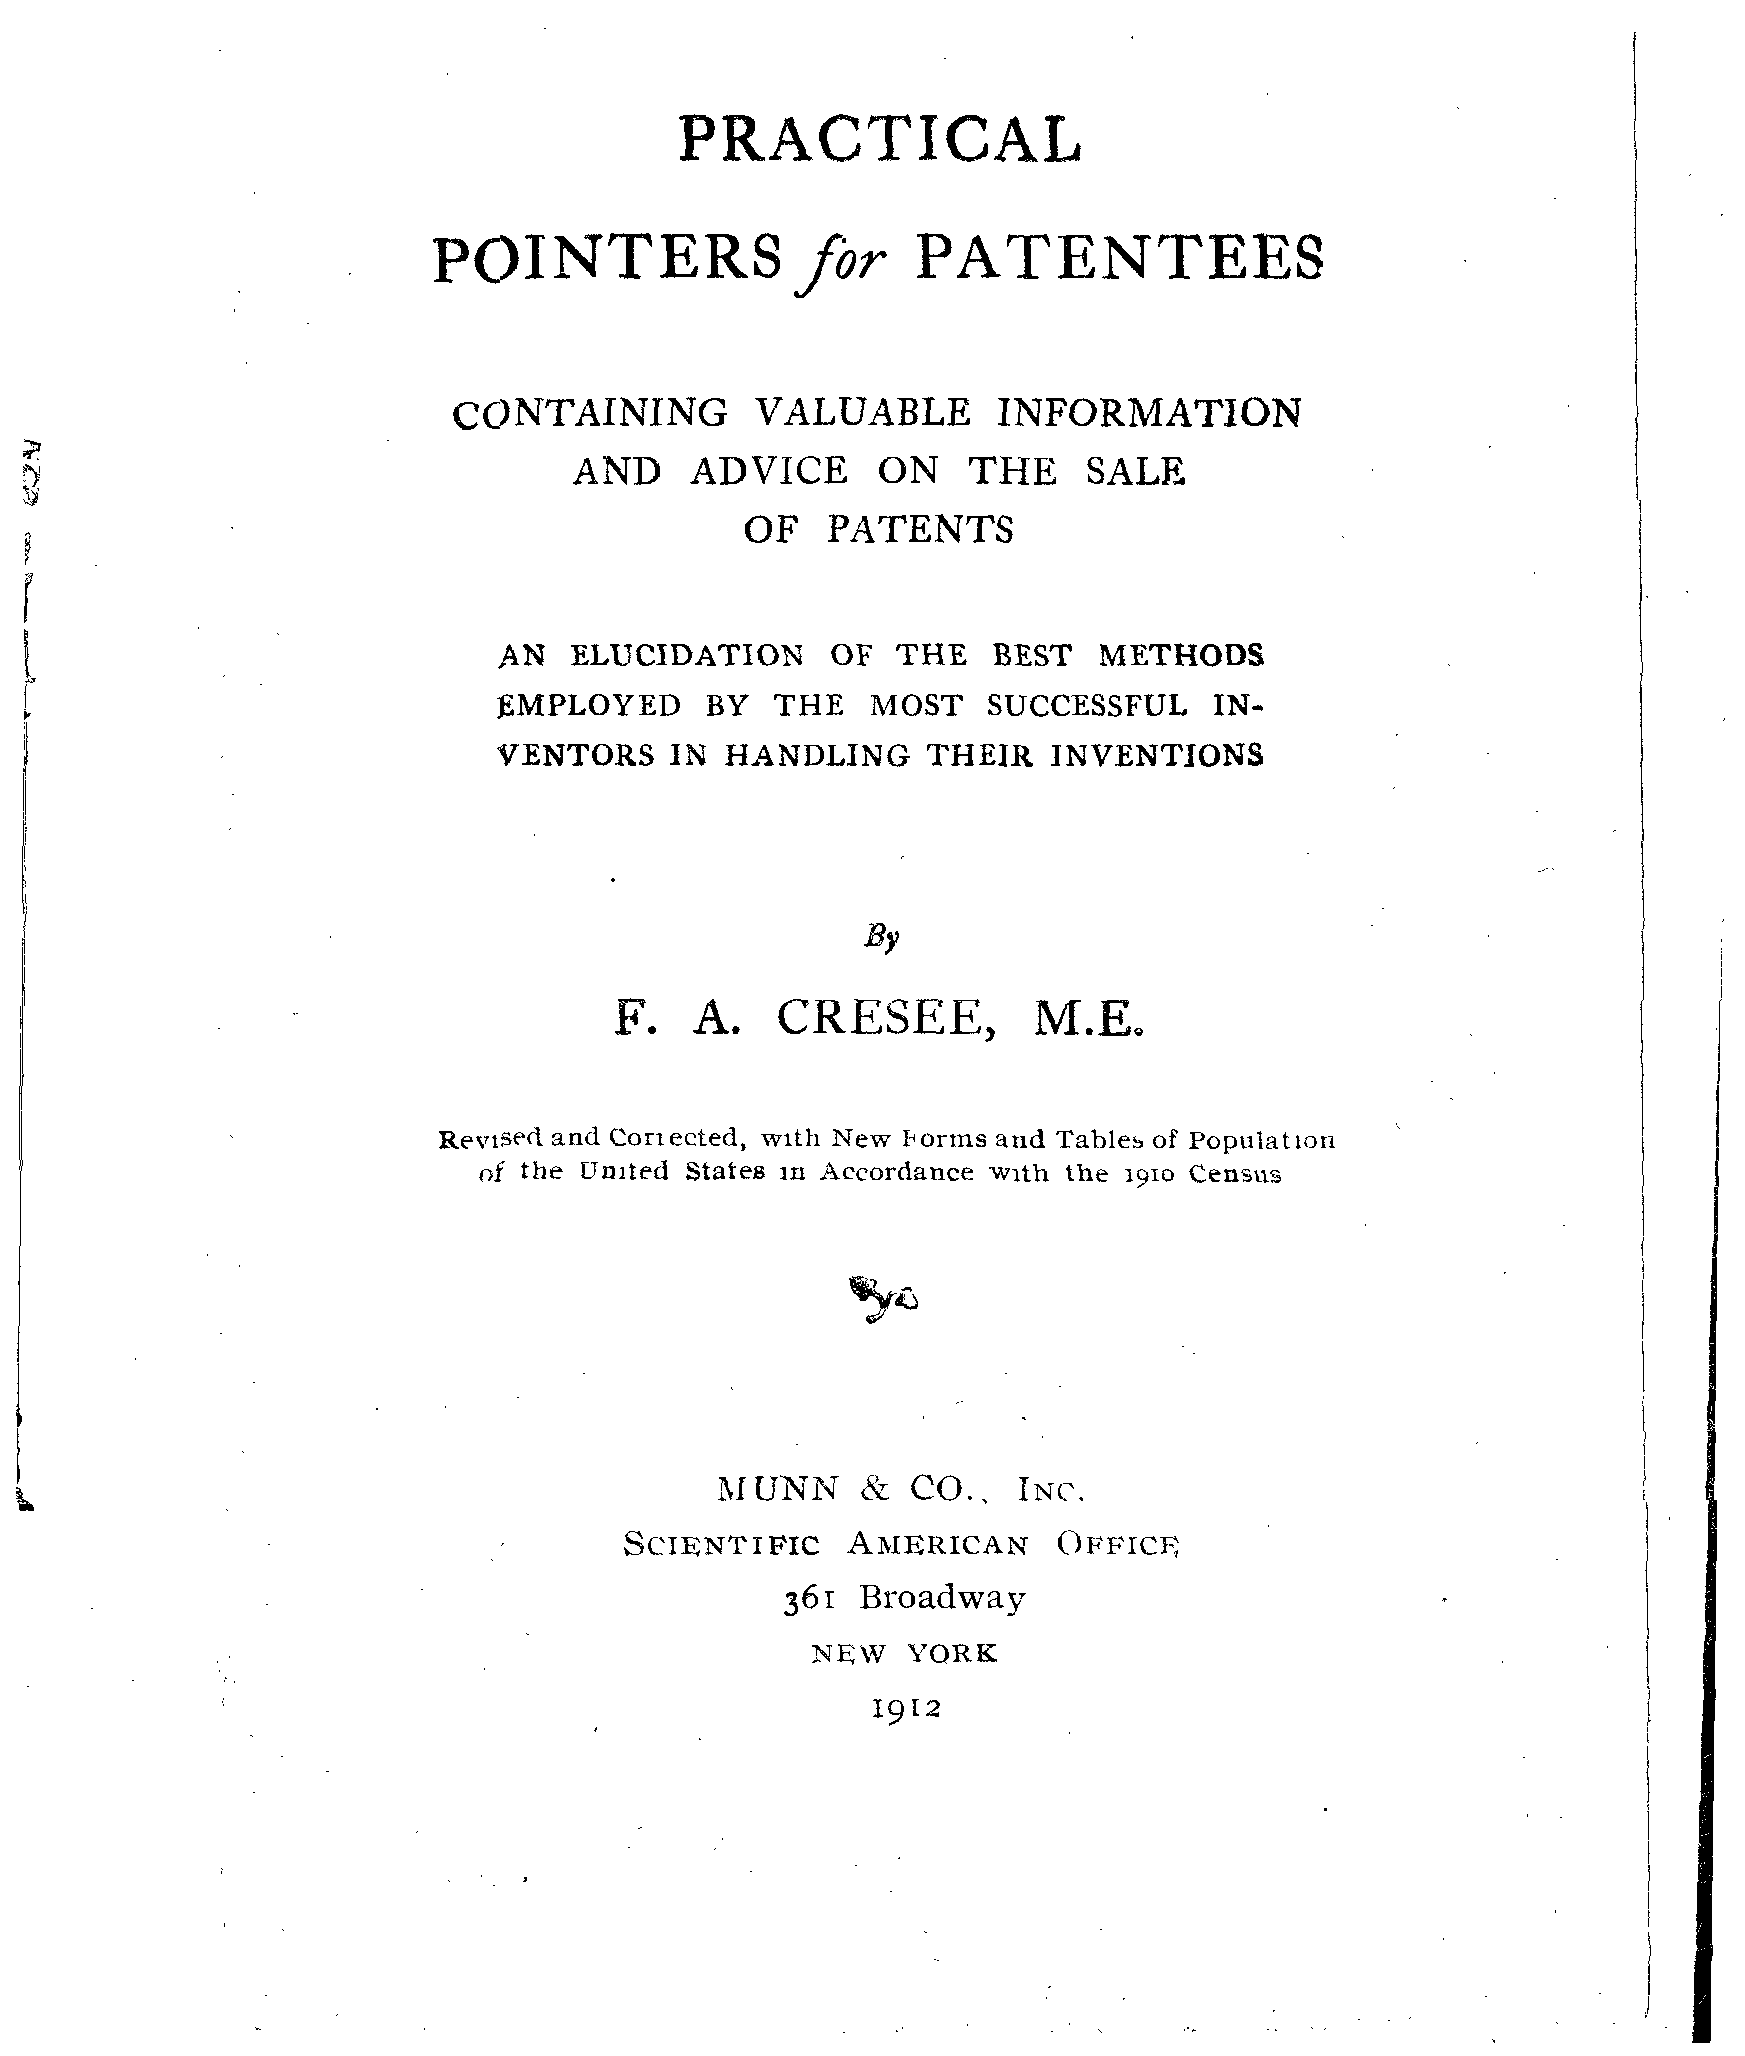 PRACTICAL
POINTERS for PATENTEES
CONTAINING VALUABLE INFORMATION
AND ADVICE ON THE SALE
OF PATENTS
AN ELUCIDATION OF THE BEST METHODS
EMPLOYED BY THE MOST SUCCESSFUL IN-
VENTORS IN HANDLING THEIR INVENTIONS
By
F. A. CRESEE, M.E.
Revised and Corrected, with New Forms and Tables of Population
of the United States in Accordance with the 1910 Census
MUNN & CO., INC.
SCIENTIFIC AMERICAN OFFICE
361 Broadway
NEW YORK
1912